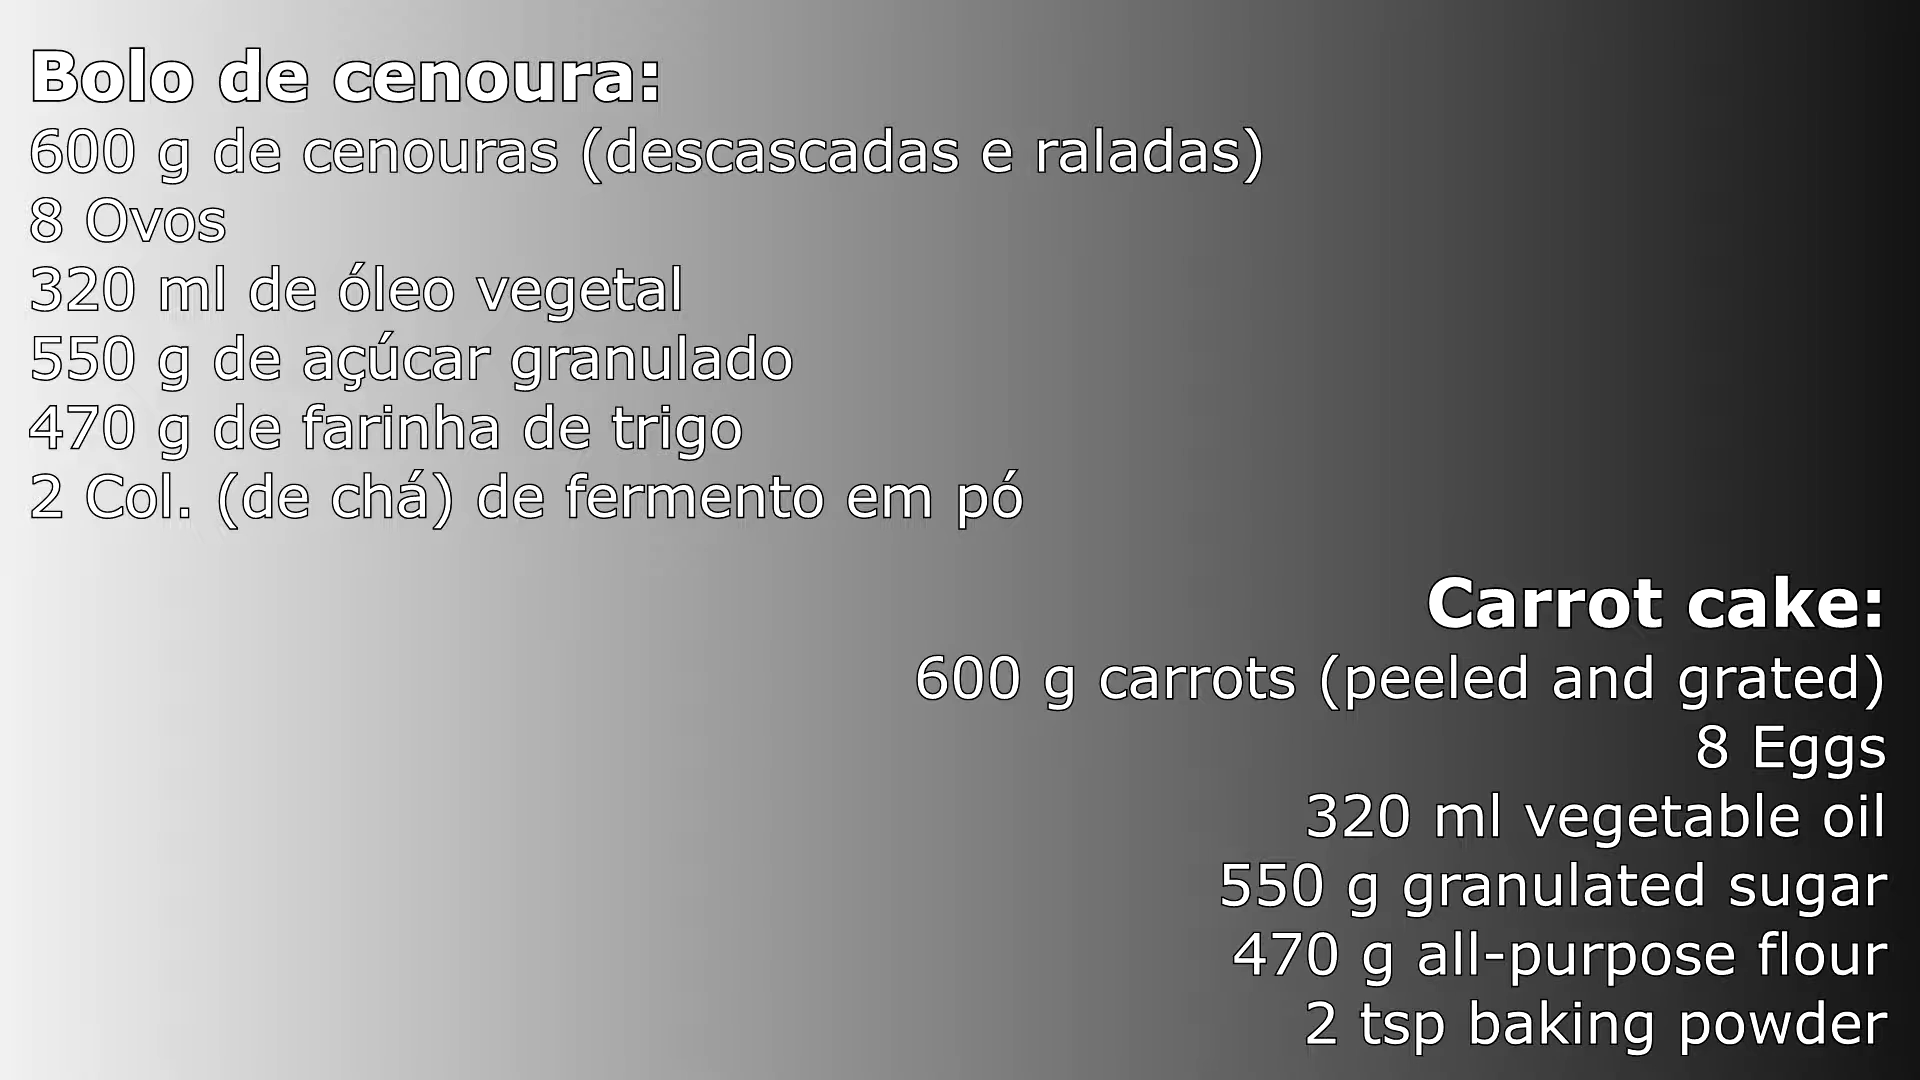 Bolo de cenoura:
600 g de cenouras (descascadas e raladas)
8 Ovos
320 ml de óleo vegetal
550 g de açúcar granulado
470 g de farinha de trigo
2 Col. (de chá) de fermento em pó
Carrot cake:
600 g carrots (peeled and grated)
8 Eggs
320 ml vegetable oil
550 g granulated sugar
470 g all-purpose flour
2 tsp baking powder